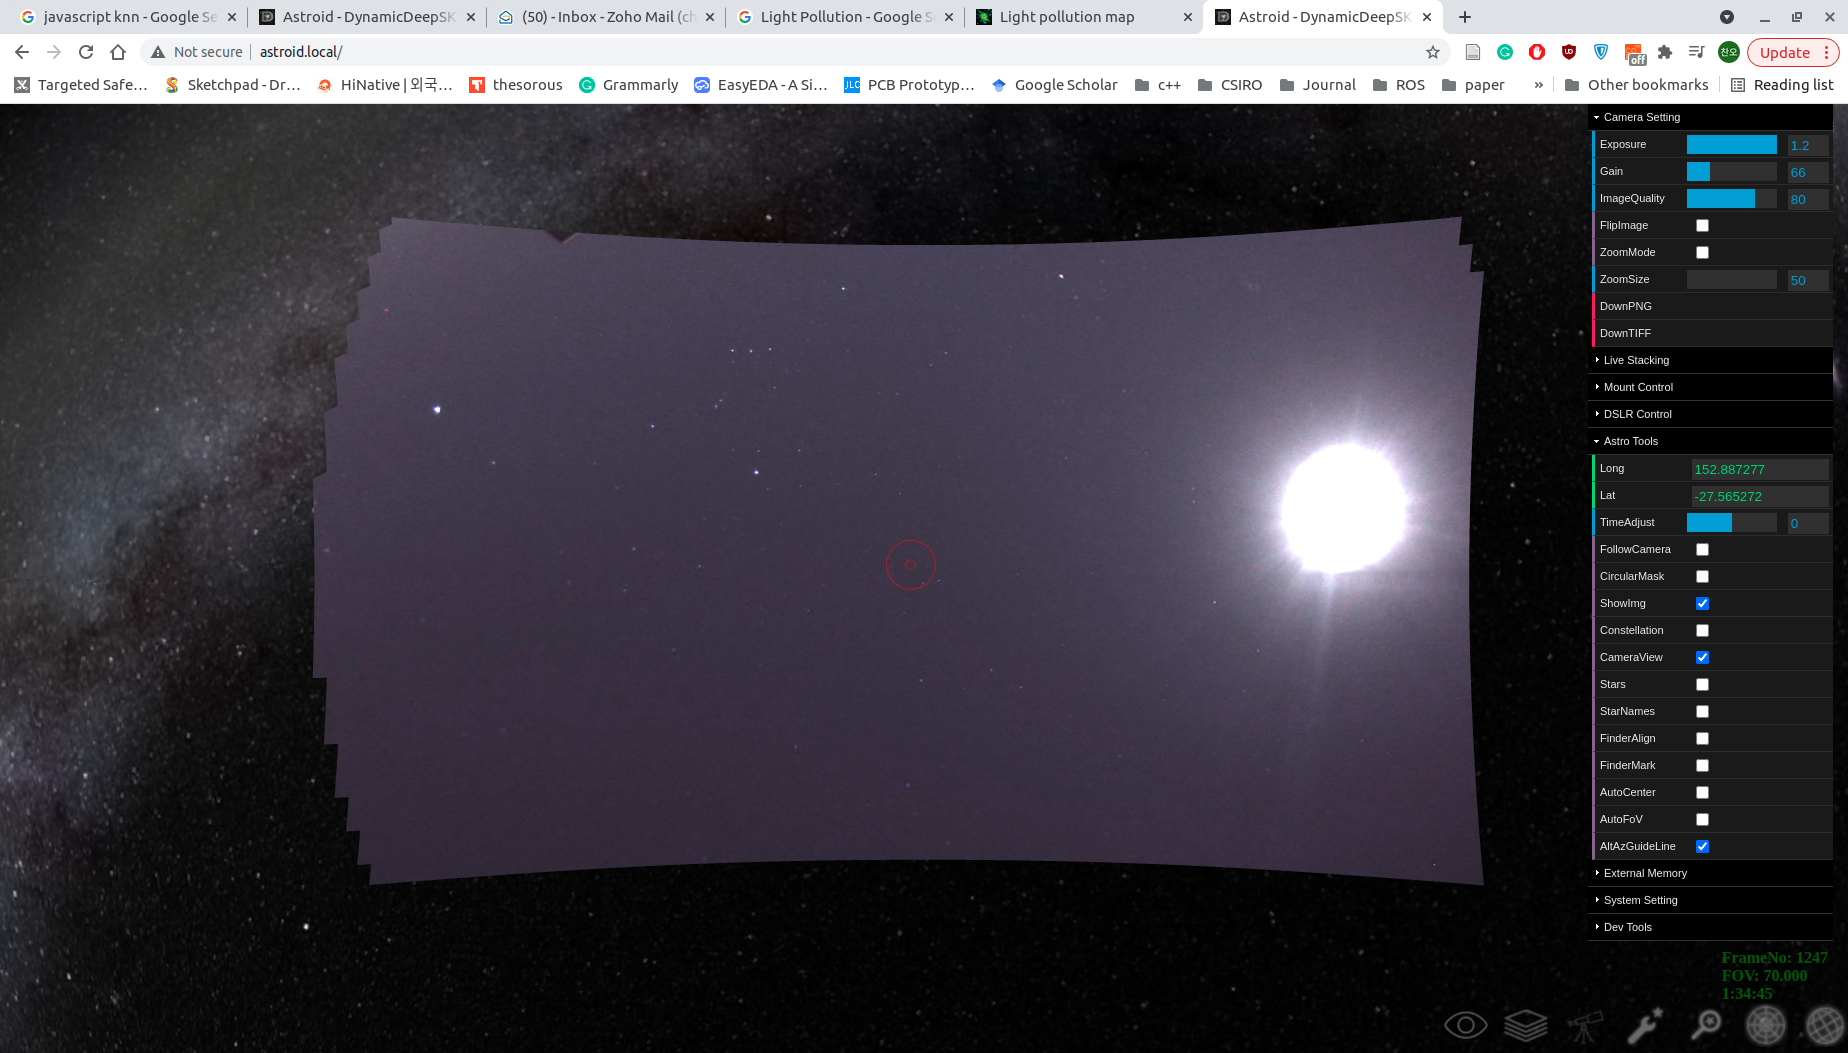 javascript knn - Google Se
Astroid - DynamicDeepSK
(50) - Inbox - Zoho Mail (ch
Light Pollution - Google S
Light pollution map
Astroid - DynamicDeepSK
Not secure
astroid.local/
off
찬오
Update
Targeted Safe…
Sketchpad - Dr…
HiNative | 외국…
thesorous
Grammarly
EasyEDA - A Si…
JLC
PCB Prototyp…
Google Scholar
c++
CSIRO
Journal
ROS
paper
»
Other bookmarks
Reading list
Camera Setting
Exposure 1.2
Gain 66
ImageQuality 80
FlipImage
ZoomMode
ZoomSize 50
DownPNG
DownTIFF
Live Stacking
Mount Control
DSLR Control
Astro Tools
Long 152.887277
Lat -27.565272
TimeAdjust 0
FollowCamera
CircularMask
ShowImg
Constellation
CameraView
Stars
StarNames
FinderAlign
FinderMark
AutoCenter
AutoFoV
AltAzGuideLine
External Memory
System Setting
Dev Tools
FrameNo: 1247
FOV: 70.000
1:34:45